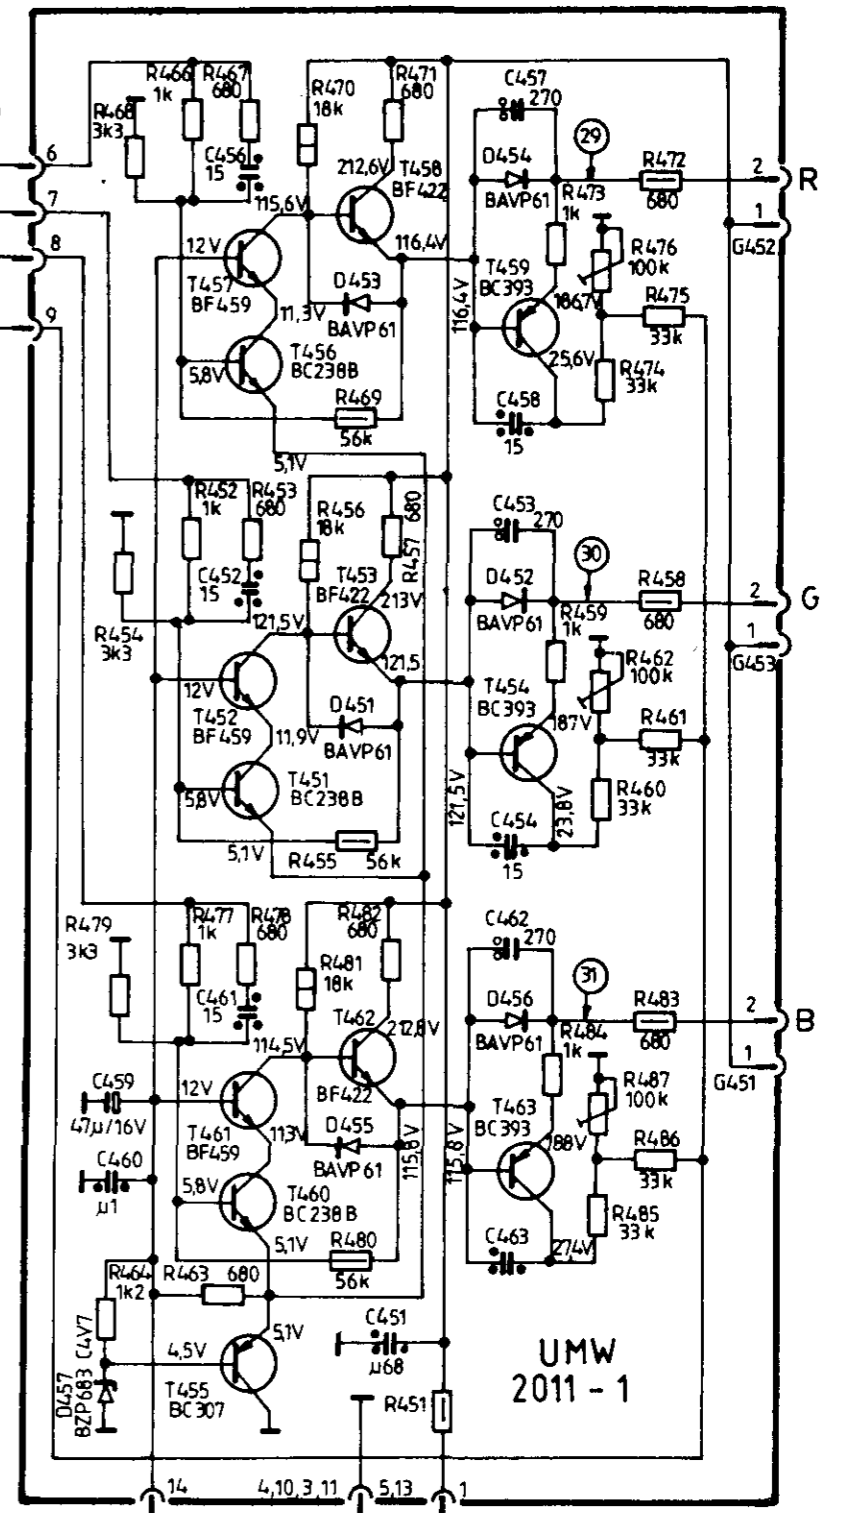 6
7
8
9
R466
1k
R467
680
R468
3k3
C456
15
R470
18k
R471
680
212,6V
T458
BF422
115,6V
116,4V
12V
T457
BF459
D453
BAVP61
11,3V
T456
BC238B
5,8V
R469
56k
5,1V
C457
270
D454
BAVP61
29
R472
680
2
R
1
G452
R473
1k
R476
100k
T459
BC393
186,7V
116,4V
R475
33k
25,6V
R474
33k
C458
15
R452
1k
R453
680
C452
15
R454
3k3
R456
18k
680
R457
T453
BF422
213V
121,5V
121,5
12V
T452
BF459
D451
BAVP61
11,9V
T451
BC238B
5,8V
5,1V
R455
56k
C453
270
D452
BAVP61
30
R458
680
2
G
1
G453
R459
1k
R462
100k
T454
BC393
187V
R461
33k
121,5V
23,8V
R460
33k
C454
15
R479
3k3
R477
1k
R478
680
C461
15
R482
680
R481
18k
T462
BF422
212,8V
114,5V
12V
T461
BF459
C459
47µ/16V
C460
µ1
D455
BAVP61
11,3V
115,8V
T460
BC238B
5,8V
5,1V
R480
56k
C462
270
D456
BAVP61
31
R483
680
2
B
1
G451
R484
1k
R487
100k
T463
BC393
188V
115,8V
R486
33k
R485
33k
C463
27,4V
R464
1k2
R463
680
5,1V
4,5V
T455
BC307
D457
BZP683 C4V7
C451
µ68
R451
UMW
2011-1
14
4,10,3,11
5,13
1